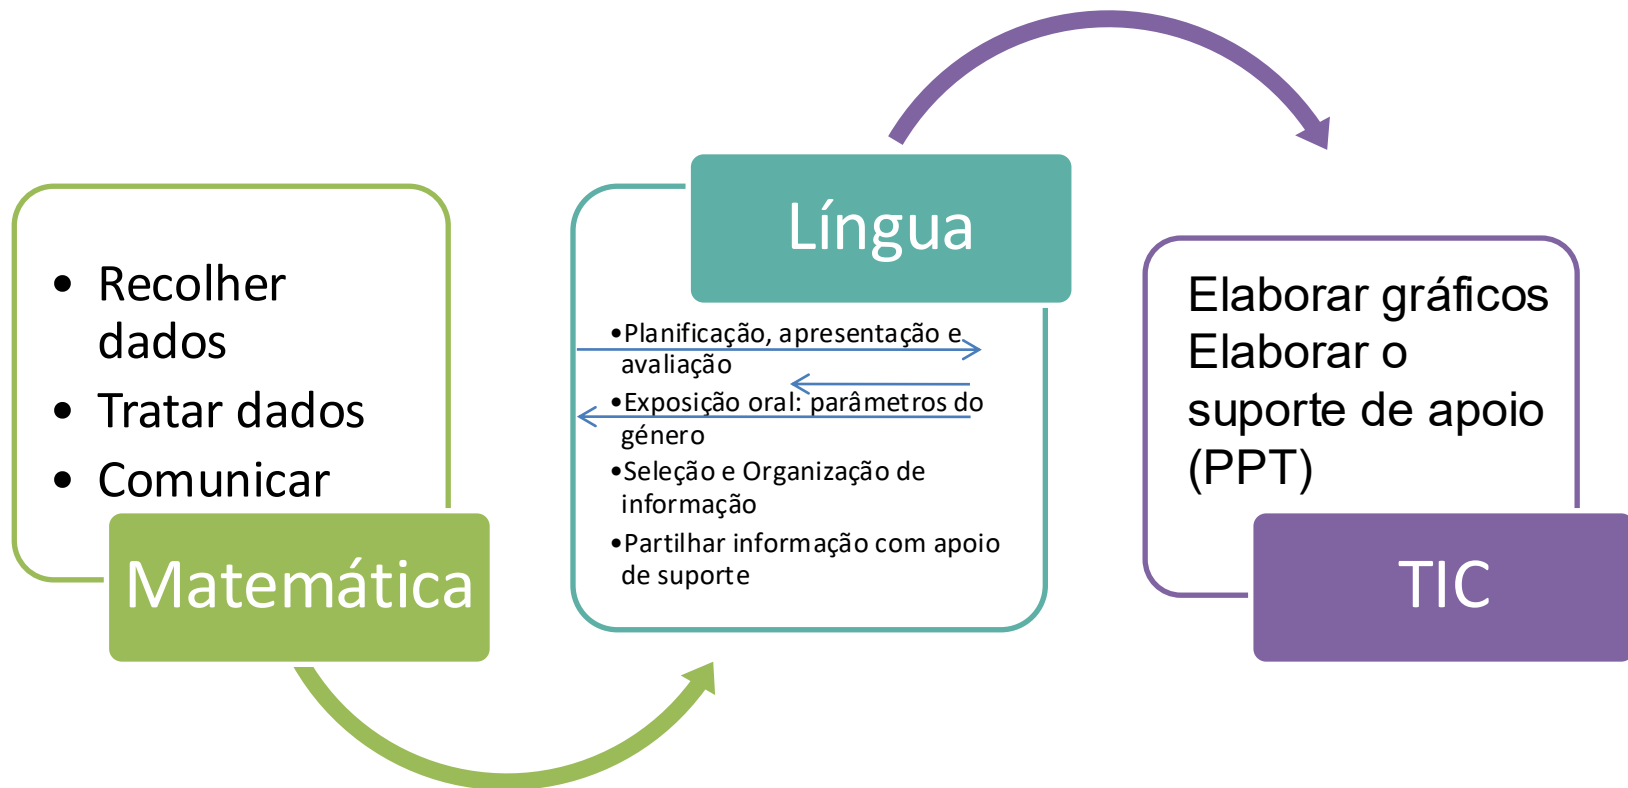 • Recolher
dados
• Tratar dados
• Comunicar
Matemática
Língua
•Planificação, apresentação e
avaliação
•Exposição oral: parâmetros do
género
•Seleção e Organização de
informação
•Partilhar informação com apoio
de suporte
Elaborar gráficos
Elaborar o
suporte de apoio
(PPT)
TIC